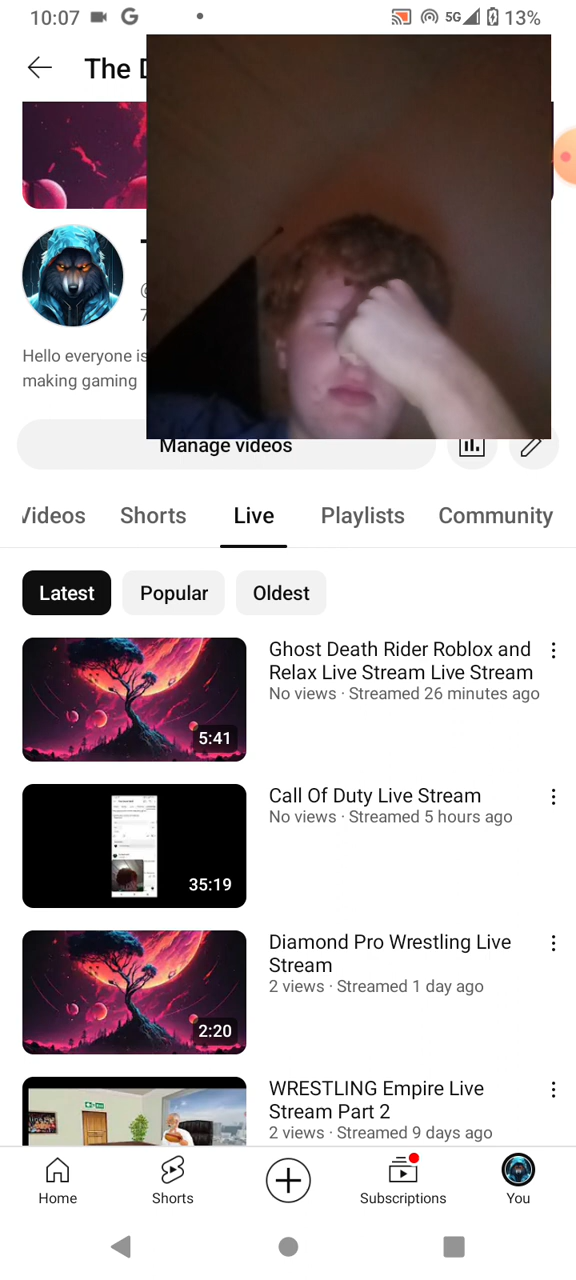 10:07 G 5G 13%
The
Hello everyone is
making gaming
Manage videos
Videos Shorts Live Playlists Community
Latest Popular Oldest
Ghost Death Rider Roblox and
Relax Live Stream Live Stream
No views · Streamed 26 minutes ago
5:41
Call Of Duty Live Stream
No views · Streamed 5 hours ago
35:19
Diamond Pro Wrestling Live
Stream
2 views · Streamed 1 day ago
2:20
WRESTLING Empire Live
Stream Part 2
2 views · Streamed 9 days ago
Home Shorts Subscriptions You